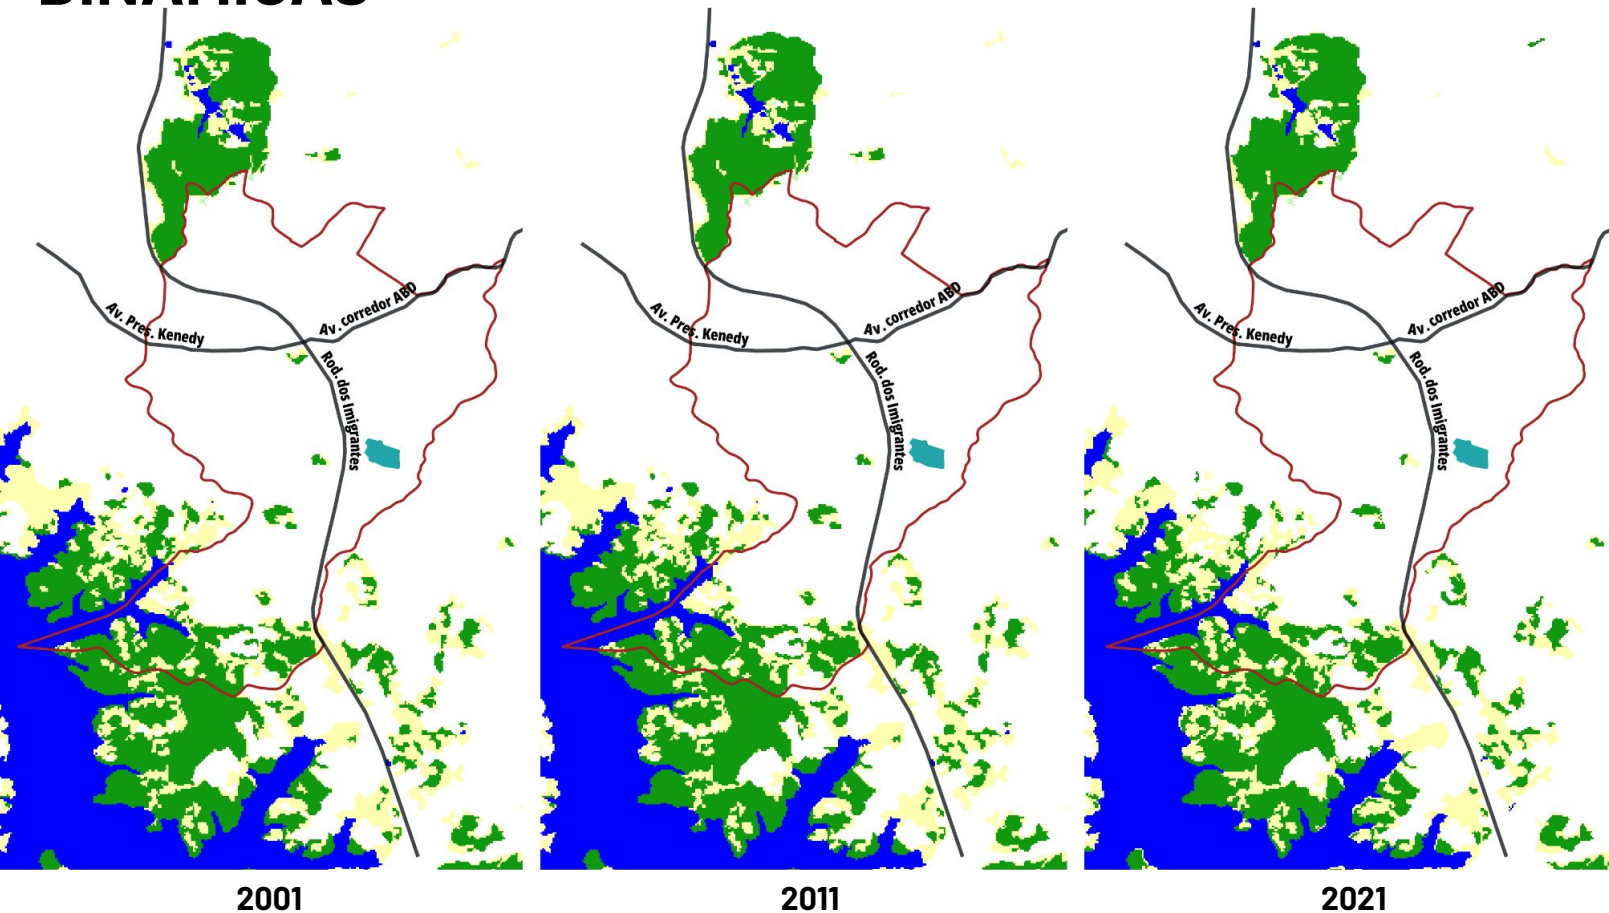 DINÂMICAS
Av. Pres. Kenedy
Av. corredor ABD
Rod. dos Imigrantes
Av. Pres. Kenedy
Av. corredor ABD
Rod. dos Imigrantes
Av. Pres. Kenedy
Av. corredor ABD
Rod. dos Imigrantes
2001
2011
2021